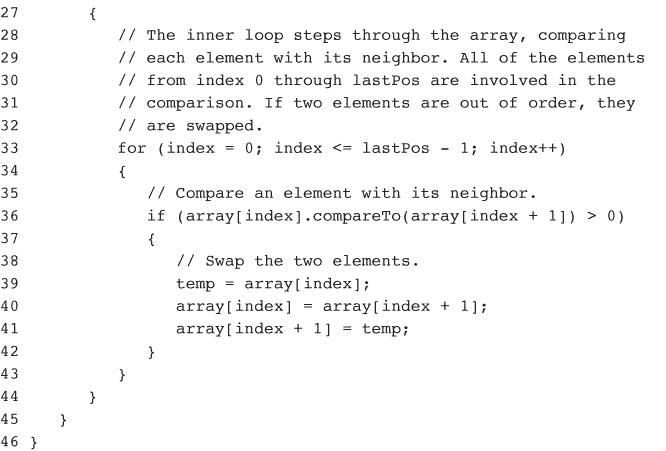 27       {
28          // The inner loop steps through the array, comparing
29          // each element with its neighbor. All of the elements
30          // from index 0 through lastPos are involved in the
31          // comparison. If two elements are out of order, they
32          // are swapped.
33          for (index = 0; index <= lastPos - 1; index++)
34          {
35             // Compare an element with its neighbor.
36             if (array[index].compareTo(array[index + 1]) > 0)
37             {
38                // Swap the two elements.
39                temp = array[index];
40                array[index] = array[index + 1];
41                array[index + 1] = temp;
42             }
43          }
44       }
45    }
46 }